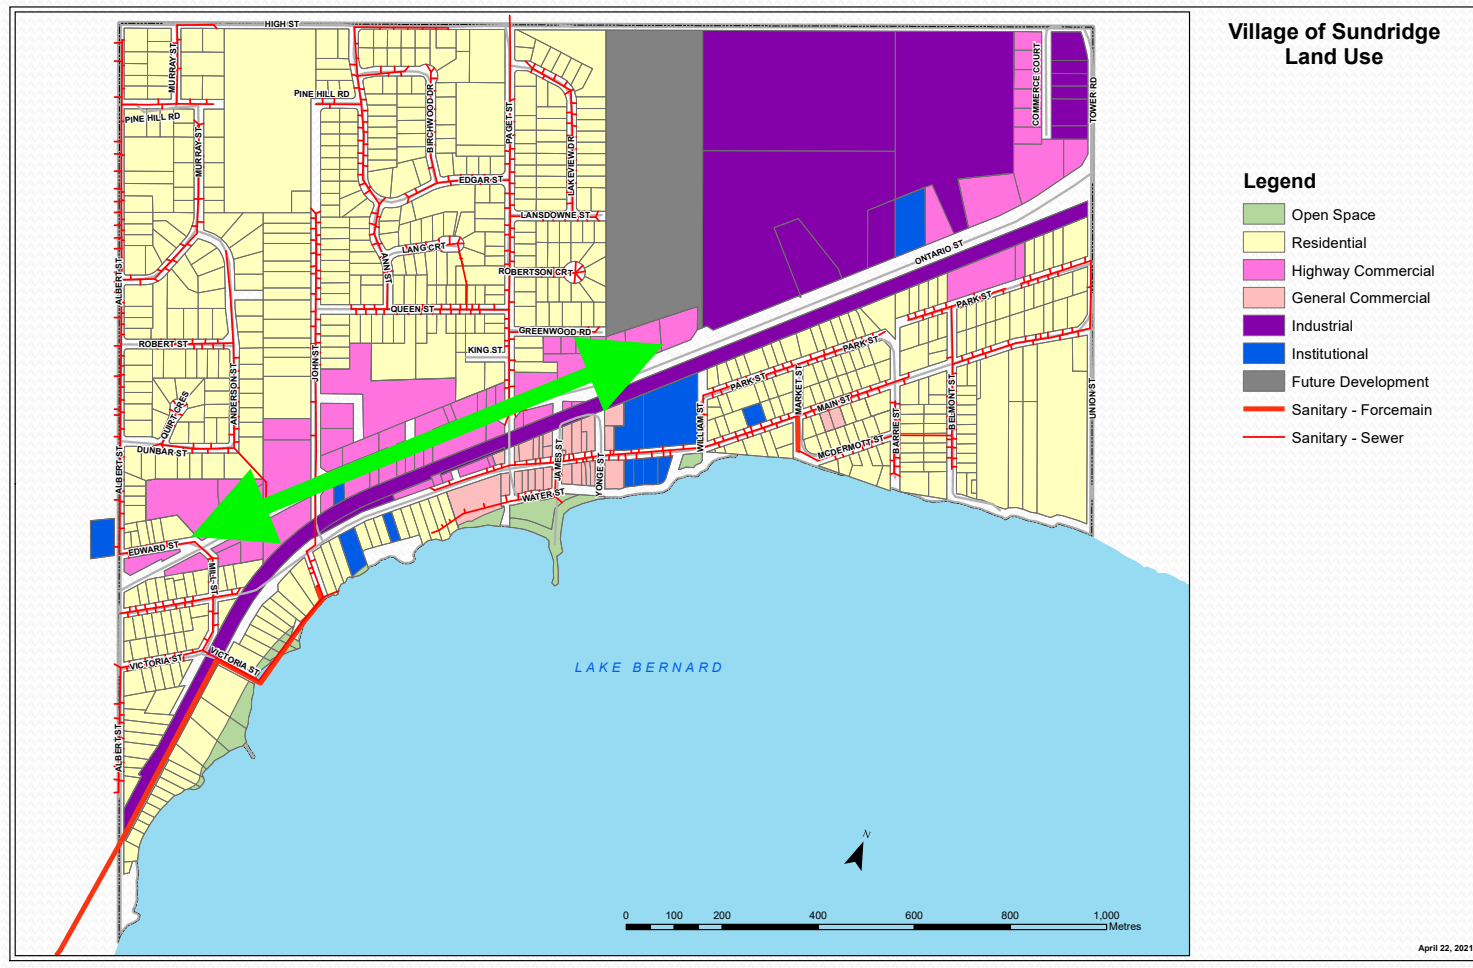 Village of Sundridge
Land Use
Legend
Open Space
Residential
Highway Commercial
General Commercial
Industrial
Institutional
Future Development
Sanitary - Forcemain
Sanitary - Sewer
HIGH ST
MURRAY ST
PINE HILL RD
PINE HILL RD
MURRAY ST
BIRCHWOOD DR
PAGET ST
LAKEVIEW DR
COMMERCE COURT
TOWER RD
EDGAR ST
LANSDOWNE ST
LANG CRT
ANN ST
ROBERTSON CRT
ONTARIO ST
ALBERT ST
QUEEN ST
PARK ST
GREENWOOD RD
ROBERT ST
KING ST
PARK ST
JOHN ST
ANDERSON ST
QUIRT CRES
PARK ST
MARKET ST
MAIN ST
BELMONT ST
UNION ST
WILLIAM ST
BARRIE ST
DUNBAR ST
MCDERMOTT ST
ALBERT ST
JAMES ST
YONGE ST
WATER ST
EDWARD ST
MILL ST
VICTORIA ST
VICTORIA ST
LAKE BERNARD
ALBERT ST
N
0 100 200 400 600 800 1,000
Metres
April 22, 2021